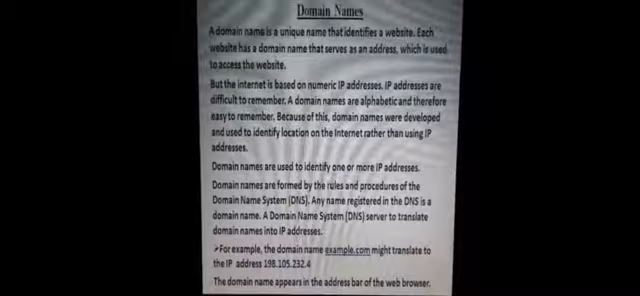 Domain Names
A domain name is a unique name that identifies a website. Each
website has a domain name that serves as an address, which is used
to access the website.
But the internet is based on numeric IP addresses. IP addresses are
difficult to remember. A domain names are alphabetic and therefore
easy to remember. Because of this, domain names were developed
and used to identify location on the Internet rather than using IP
addresses.
Domain names are used to identify one or more IP addresses.
Domain names are formed by the rules and procedures of the
Domain Name System (DNS). Any name registered in the DNS is a
domain name. A Domain Name System (DNS) server to translate
domain names into IP addresses.
➢For example, the domain name example.com might translate to
the IP address 198.105.232.4
The domain name appears in the address bar of the web browser.